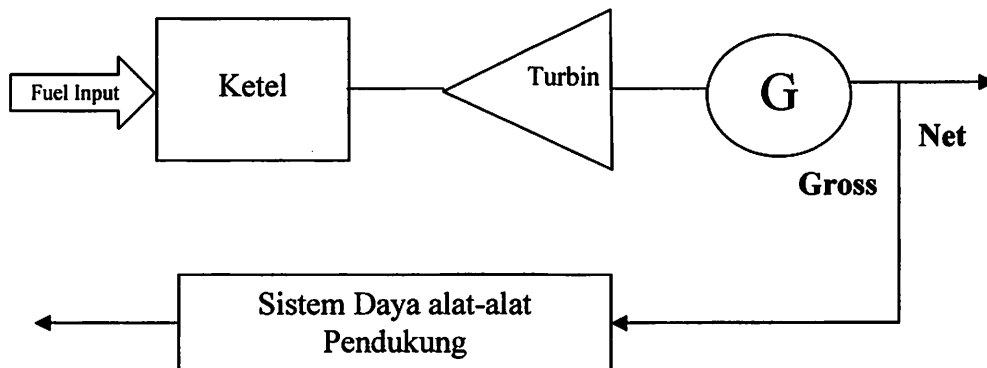 Fuel Input
Ketel
Turbin
G
Net
Gross
Sistem Daya alat-alat
Pendukung